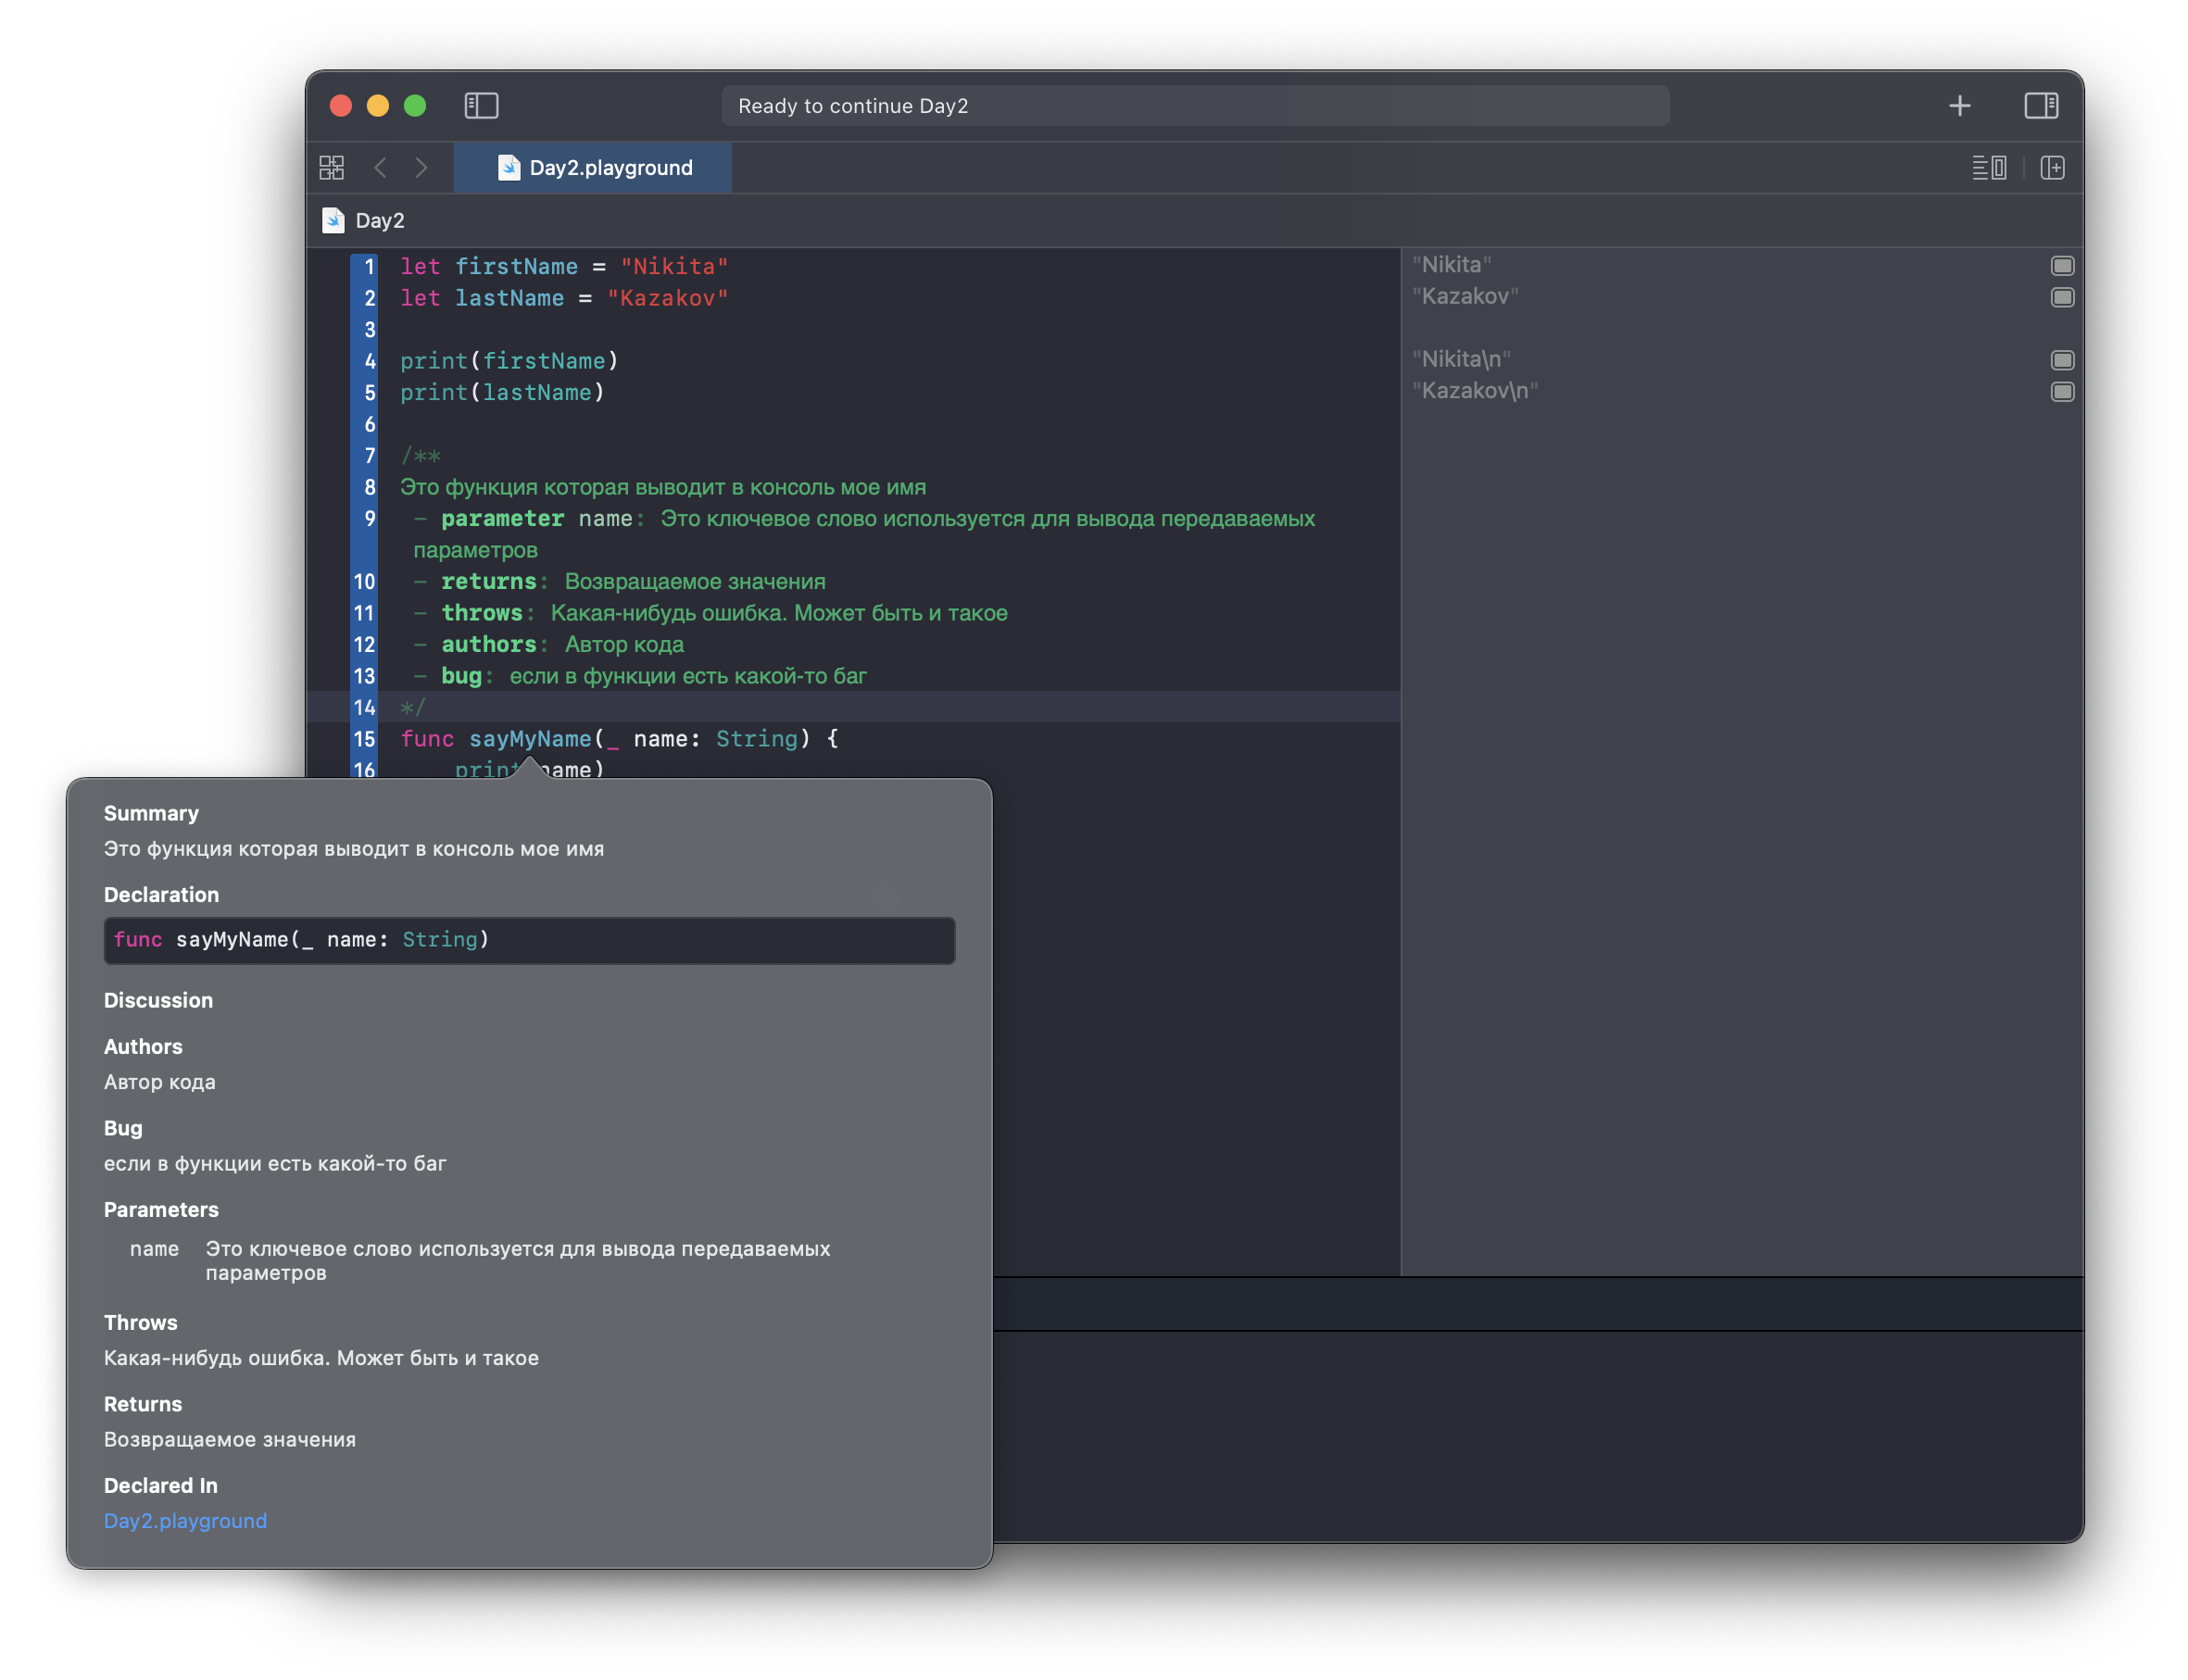 Ready to continue Day2
Day2.playground
Day2
1 let firstName = "Nikita"
2 let lastName = "Kazakov"
3
4 print(firstName)
5 print(lastName)
6
7 /**
8 Это функция которая выводит в консоль мое имя
9 - parameter name: Это ключевое слово используется для вывода передаваемых
параметров
10 - returns: Возвращаемое значения
11 - throws: Какая-нибудь ошибка. Может быть и такое
12 - authors: Автор кода
13 - bug: если в функции есть какой-то баг
14 */
15 func sayMyName(_ name: String) {
16 print name)
"Nikita"
"Kazakov"
"Nikita\n"
"Kazakov\n"
Summary
Это функция которая выводит в консоль мое имя
Declaration
func sayMyName(_ name: String)
Discussion
Authors
Автор кода
Bug
если в функции есть какой-то баг
Parameters
name Это ключевое слово используется для вывода передаваемых
параметров
Throws
Какая-нибудь ошибка. Может быть и такое
Returns
Возвращаемое значения
Declared In
Day2.playground